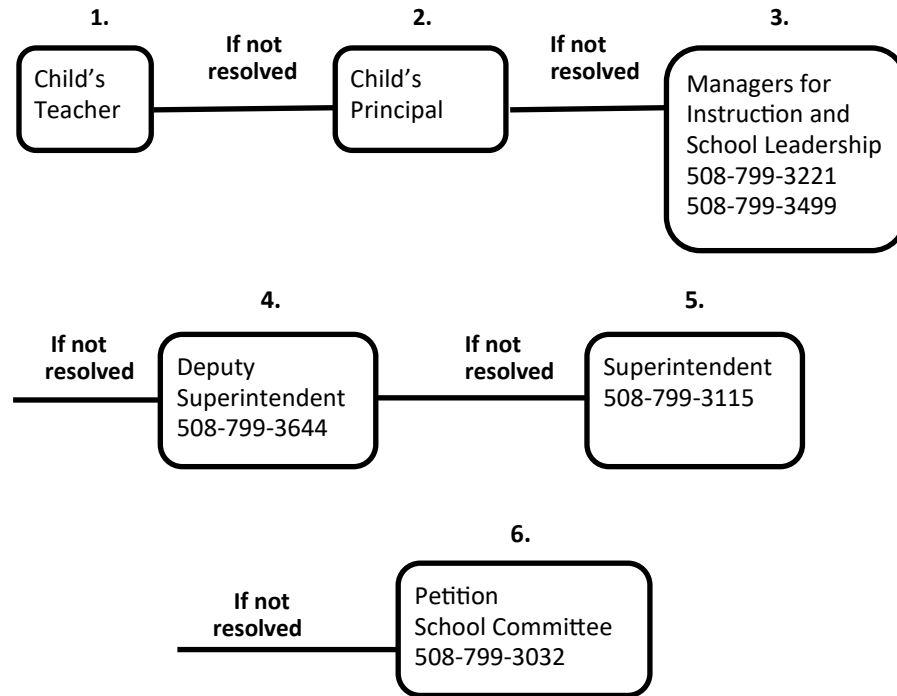 1.
2.
3.
Child’s
Teacher
If not
resolved
Child’s
Principal
If not
resolved
Managers for
Instruction and
School Leadership
508-799-3221
508-799-3499
4.
5.
If not
resolved
Deputy
Superintendent
508-799-3644
If not
resolved
Superintendent
508-799-3115
6.
If not
resolved
Petition
School Committee
508-799-3032